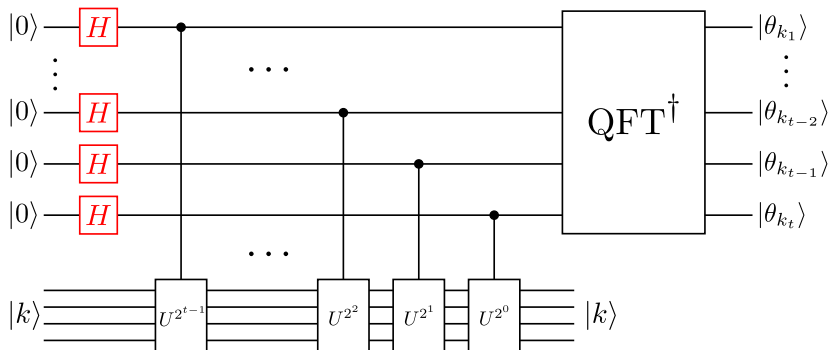 |0⟩ H |θ_{k_1}⟩
⋮ ⋯ ⋮
|0⟩ H QFT^† |θ_{k_{t-2}}⟩
|0⟩ H |θ_{k_{t-1}}⟩
|0⟩ H |θ_{k_t}⟩
⋯
|k⟩ U^{2^{t-1}} U^{2^2} U^{2^1} U^{2^0} |k⟩